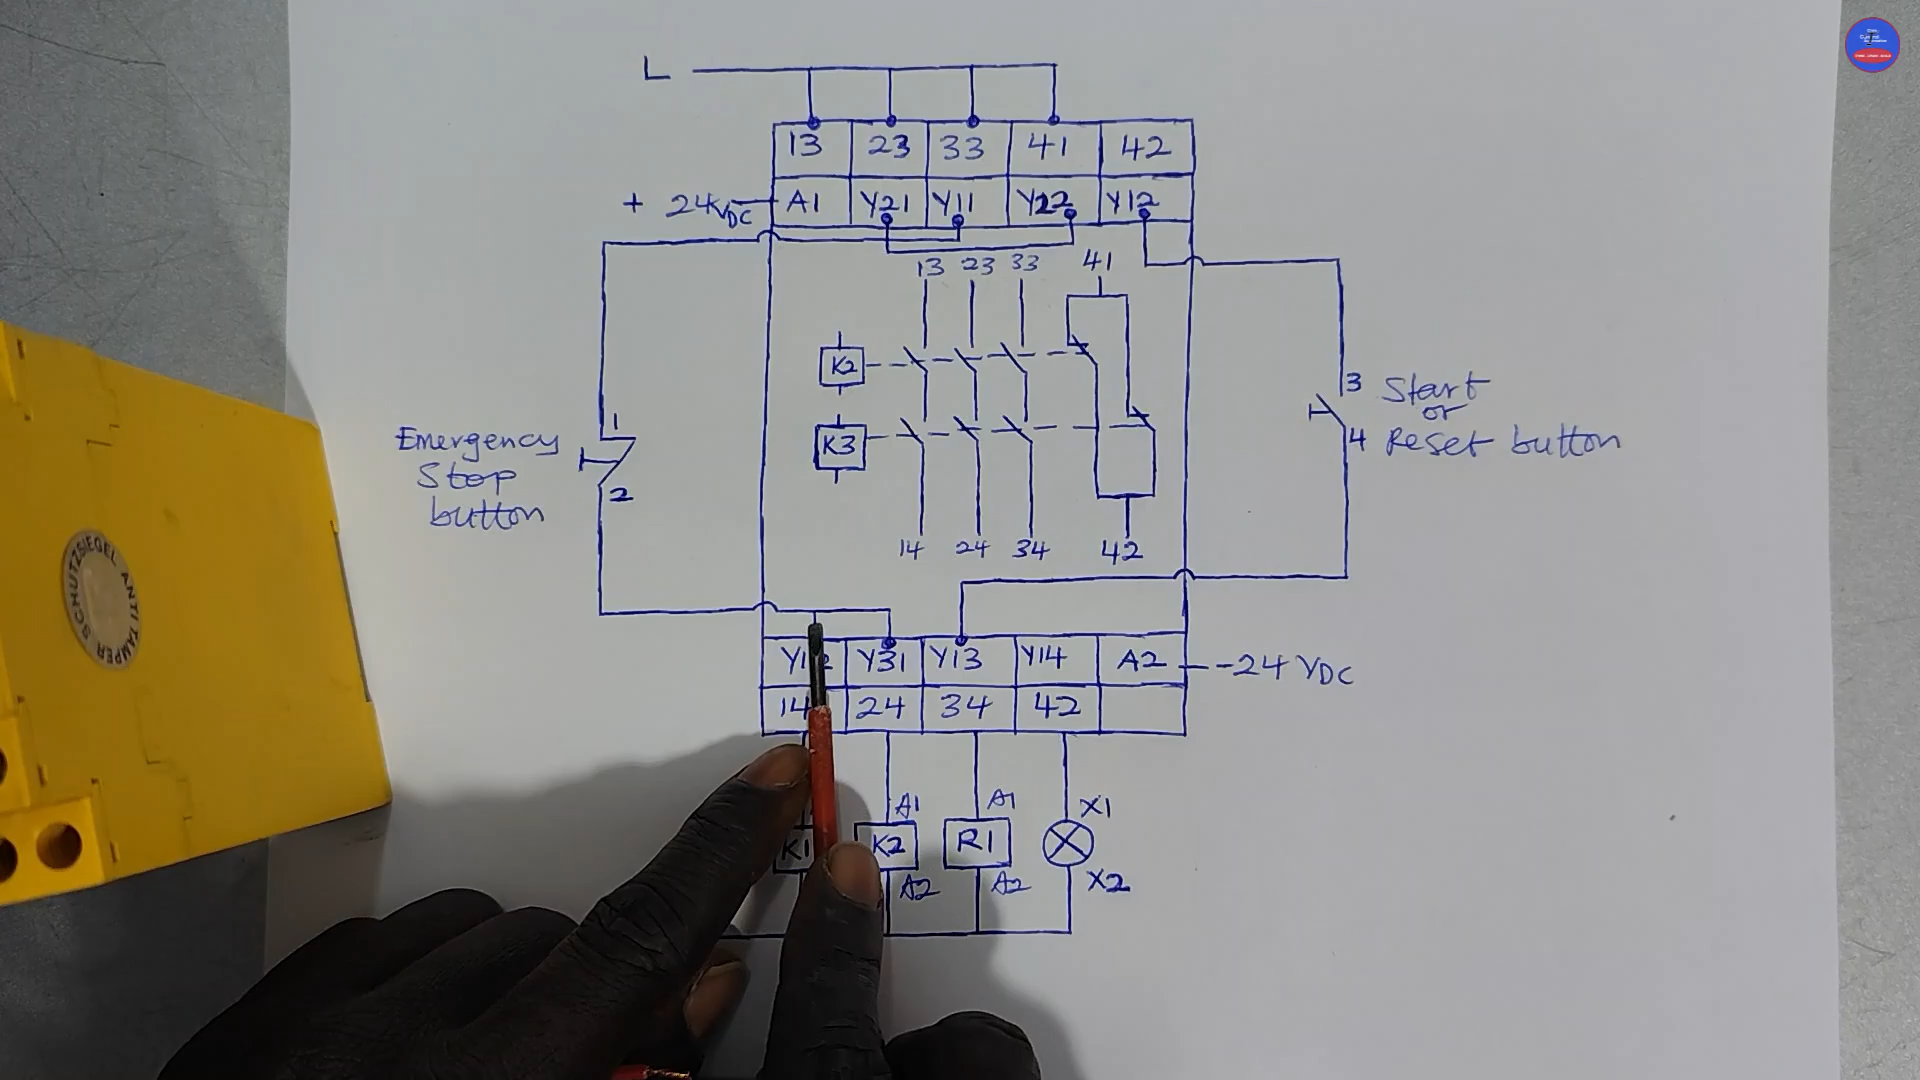 L
13 23 33 41 42
+ 24VDC A1 Y21 Y11 Y22 Y12
13 23 33 41
K2
3 Start
or
4 Reset button
1
Emergency
Stop
button
2
K3
14 24 34 42
Y31 Y13 Y14 A2 -24 VDC
14 24 34 42
A1 A1 X1
K1 K2 R1
A2 A2 X2
SCHUTZSIEGEL ANTI TAMPER